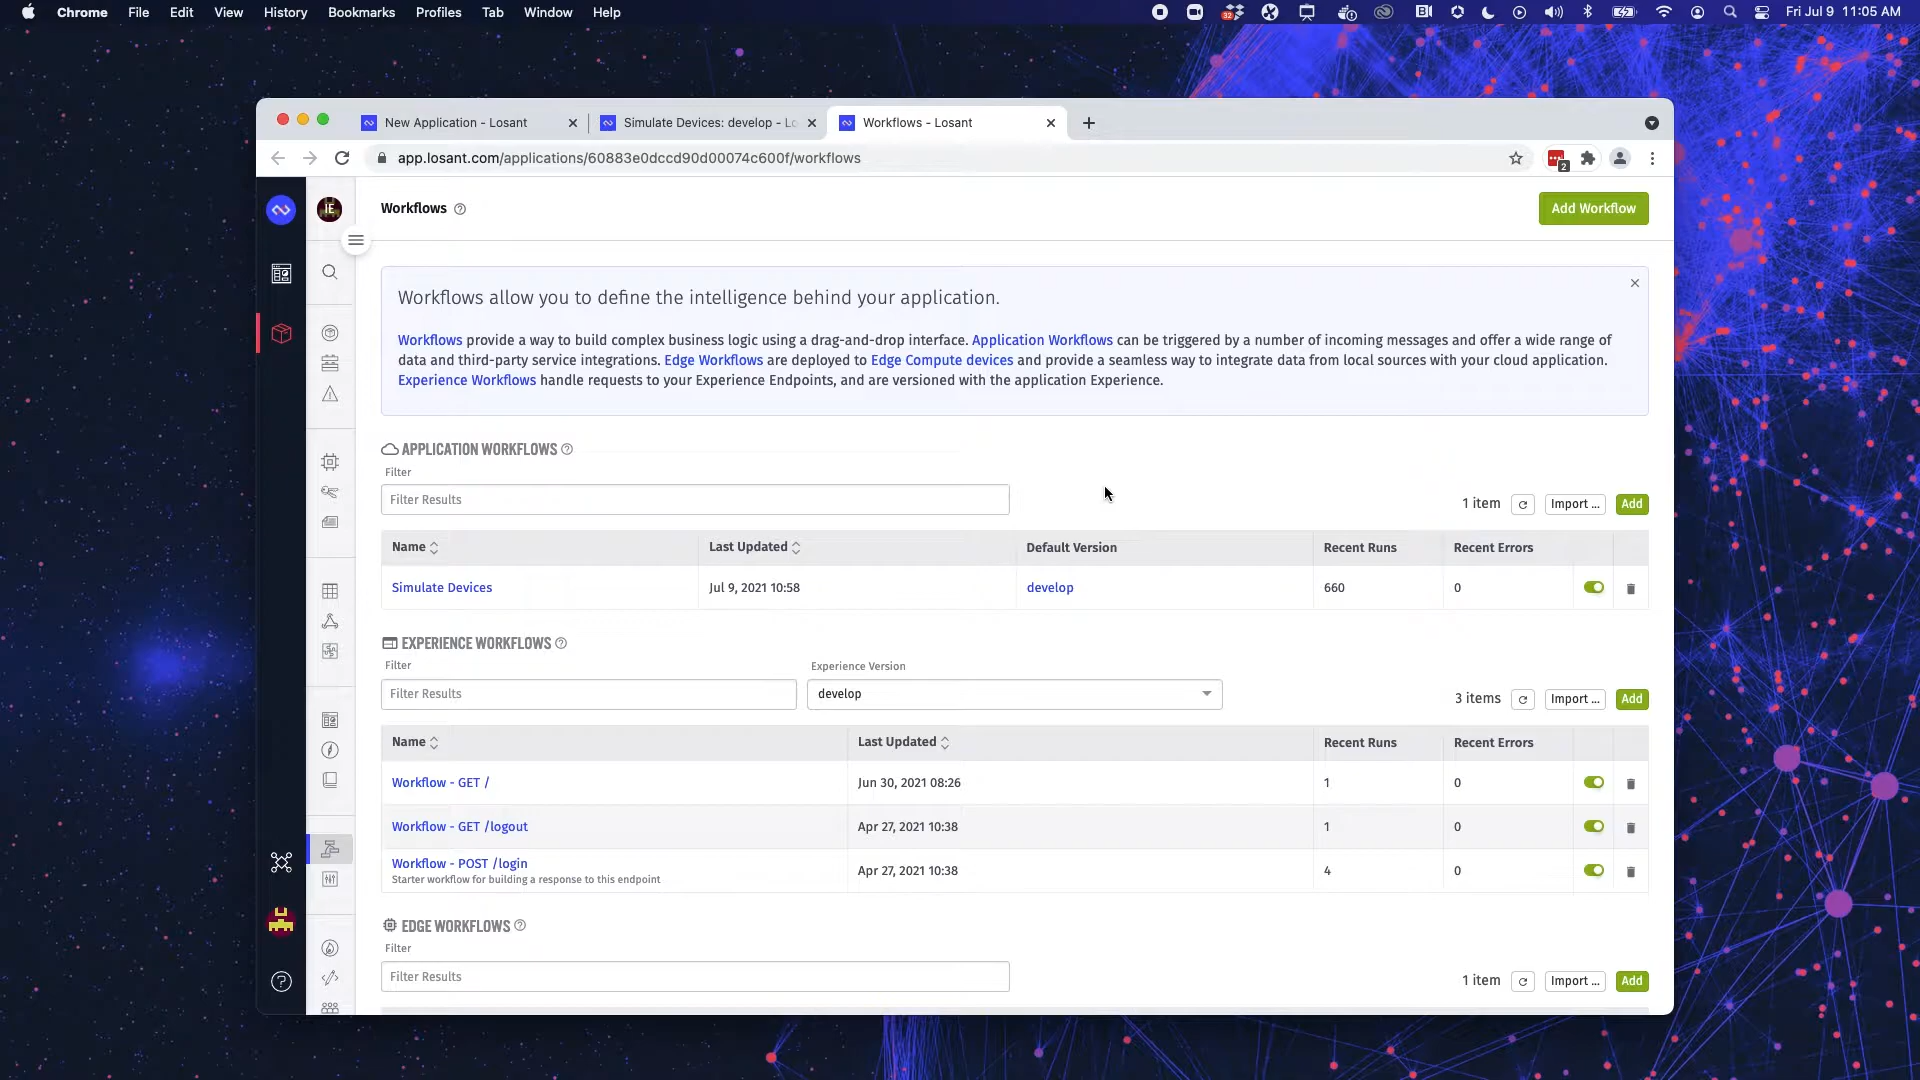 Chrome File Edit View History Bookmarks Profiles Tab Window Help
32
Fri Jul 9 11:05 AM
New Application - Losant
Simulate Devices: develop - Lo
Workflows - Losant
app.losant.com/applications/60883e0dccd90d00074c600f/workflows
2
IE
Workflows
Add Workflow
Workflows allow you to define the intelligence behind your application.
Workflows provide a way to build complex business logic using a drag-and-drop interface. Application Workflows can be triggered by a number of incoming messages and offer a wide range of
data and third-party service integrations. Edge Workflows are deployed to Edge Compute devices and provide a seamless way to integrate data from local sources with your cloud application.
Experience Workflows handle requests to your Experience Endpoints, and are versioned with the application Experience.
APPLICATION WORKFLOWS
Filter
Filter Results
1 item Import ... Add
Name Last Updated Default Version Recent Runs Recent Errors
Simulate Devices Jul 9, 2021 10:58 develop 660 0
EXPERIENCE WORKFLOWS
Filter Experience Version
Filter Results develop 3 items Import ... Add
Name Last Updated Recent Runs Recent Errors
Workflow - GET / Jun 30, 2021 08:26 1 0
Workflow - GET /logout Apr 27, 2021 10:38 1 0
Workflow - POST /login Apr 27, 2021 10:38 4 0
Starter workflow for building a response to this endpoint
EDGE WORKFLOWS
Filter
Filter Results
1 item Import ... Add